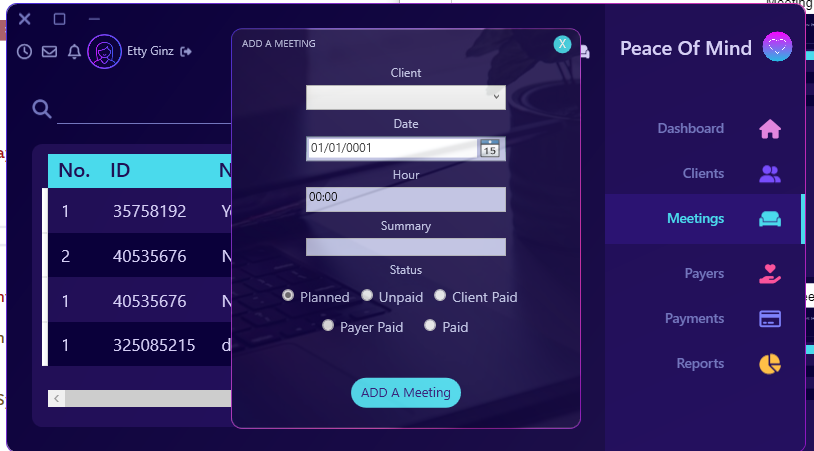 Meeting
Etty Ginz
Peace Of Mind
ADD A MEETING
X
Client
Date
01/01/0001
15
Hour
00:00
Summary
Status
Planned
Unpaid
Client Paid
Payer Paid
Paid
ADD A Meeting
No. ID N
1 35758192
2 40535676 N
1 40535676 N
1 325085215 d
Dashboard
Clients
Meetings
Payers
Payments
Reports